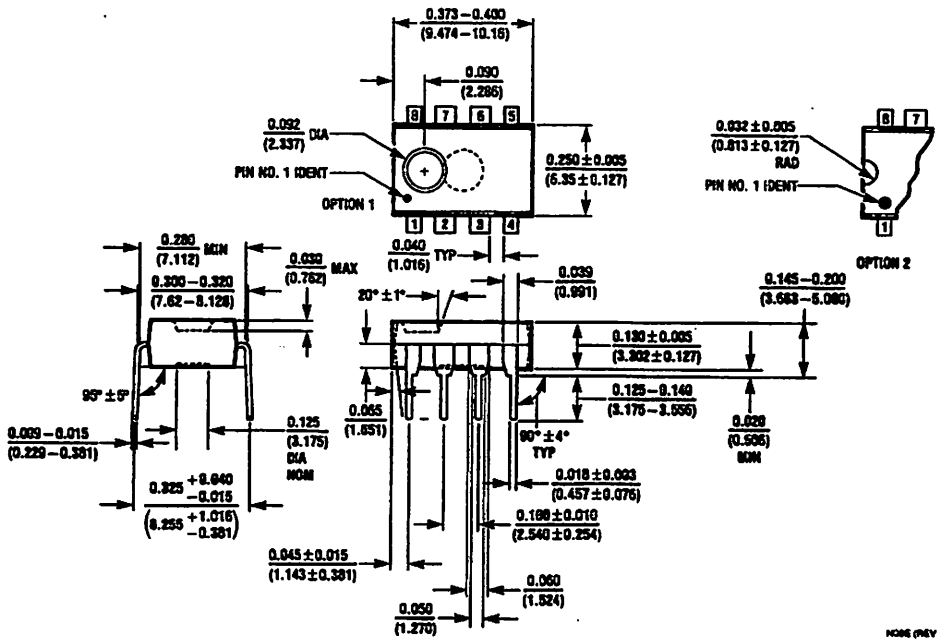 0.373–0.400
(9.474–10.16)
0.090
(2.286)
8 7 6 5
0.092 DIA
(2.337)
PIN NO. 1 IDENT
OPTION 1
1 2 3 4
0.250 ± 0.005
(6.35 ± 0.127)
0.032 ± 0.005
(0.813 ± 0.127)
RAD
PIN NO. 1 IDENT
8 7
1
OPTION 2
0.280 MIN
(7.112)
0.300–0.320
(7.62–8.128)
0.030 MAX
(0.762)
0.040 TYP
(1.016)
0.039
(0.991)
20° ± 1°
0.145–0.200
(3.683–5.080)
0.130 ± 0.005
(3.302 ± 0.127)
0.125–0.140
(3.175–3.556)
0.020
(0.508)
MIN
95° ± 5°
0.065
(1.651)
90° ± 4°
TYP
0.009–0.015
(0.229–0.381)
0.125
(3.175)
DIA
NOM
0.325 +0.040
−0.015
(8.255 +1.016
−0.381)
0.018 ± 0.003
(0.457 ± 0.076)
0.100 ± 0.010
(2.540 ± 0.254)
0.045 ± 0.015
(1.143 ± 0.381)
0.060
(1.524)
0.050
(1.270)